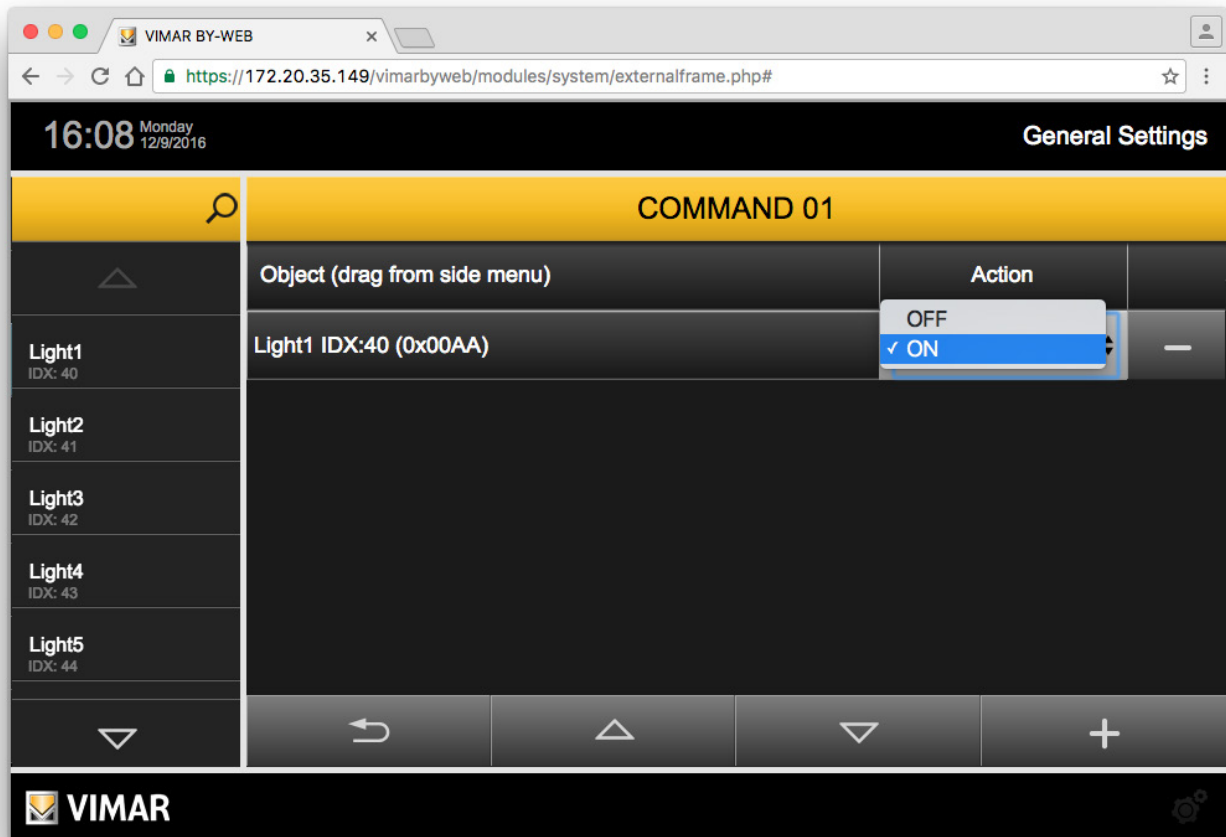 VIMAR BY-WEB
https://172.20.35.149/vimarbyweb/modules/system/externalframe.php#
16:08 Monday
12/9/2016
General Settings
COMMAND 01
Object (drag from side menu)
Action
OFF
✓ ON
Light1 IDX:40 (0x00AA)
Light1
IDX: 40
Light2
IDX: 41
Light3
IDX: 42
Light4
IDX: 43
Light5
IDX: 44
VIMAR